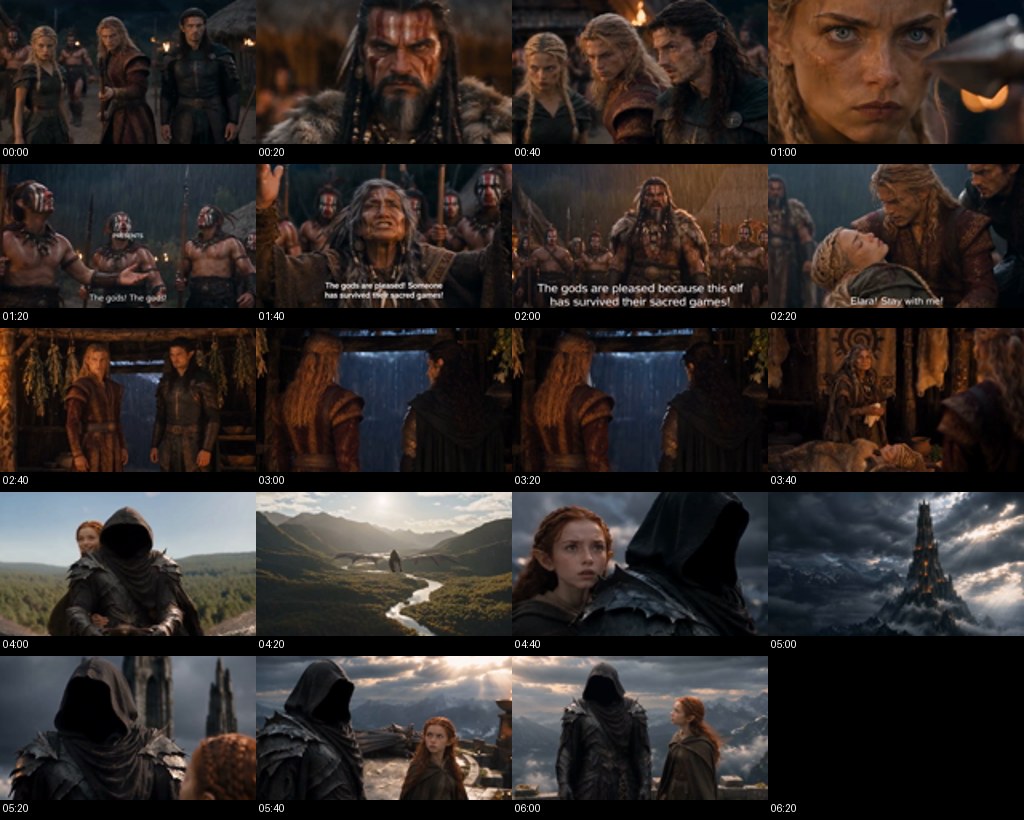 00:00
00:20
00:40
01:00
PRESENTS
The gods! The gods!
The gods are pleased! Someone
has survived their sacred games!
The gods are pleased because this elf
has survived their sacred games!
Elara! Stay with me!
01:20
01:40
02:00
02:20
02:40
03:00
03:20
03:40
04:00
04:20
04:40
05:00
05:20
05:40
06:00
06:20